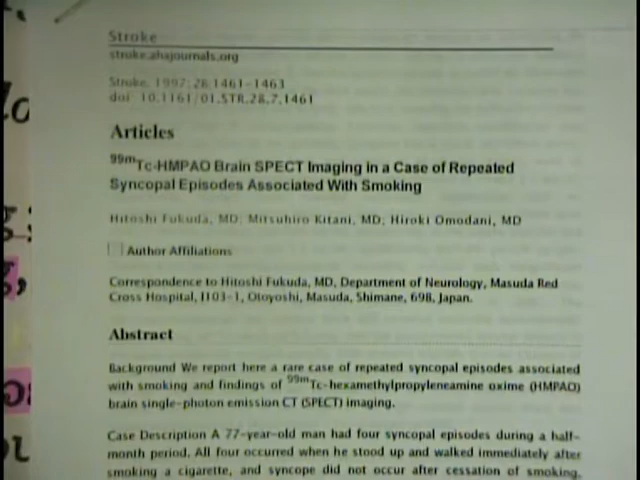 Stroke
stroke.ahajournals.org
Stroke. 1997; 28: 1461-1463
doi: 10.1161/01.STR.28.7.1461
Articles
99mTc-HMPAO Brain SPECT Imaging in a Case of Repeated
Syncopal Episodes Associated With Smoking
Hitoshi Fukuda, MD; Mitsuhiro Kitani, MD; Hiroki Omodani, MD
Author Affiliations
Correspondence to Hitoshi Fukuda, MD, Department of Neurology, Masuda Red
Cross Hospital, I103-1, Otoyoshi, Masuda, Shimane, 698, Japan.
Abstract
Background We report here a rare case of repeated syncopal episodes associated
with smoking and findings of 99mTc-hexamethylpropyleneamine oxime (HMPAO)
brain single-photon emission CT (SPECT) imaging.
Case Description A 77-year-old man had four syncopal episodes during a half-
month period. All four occurred when he stood up and walked immediately after
smoking a cigarette, and syncope did not occur after cessation of smoking.